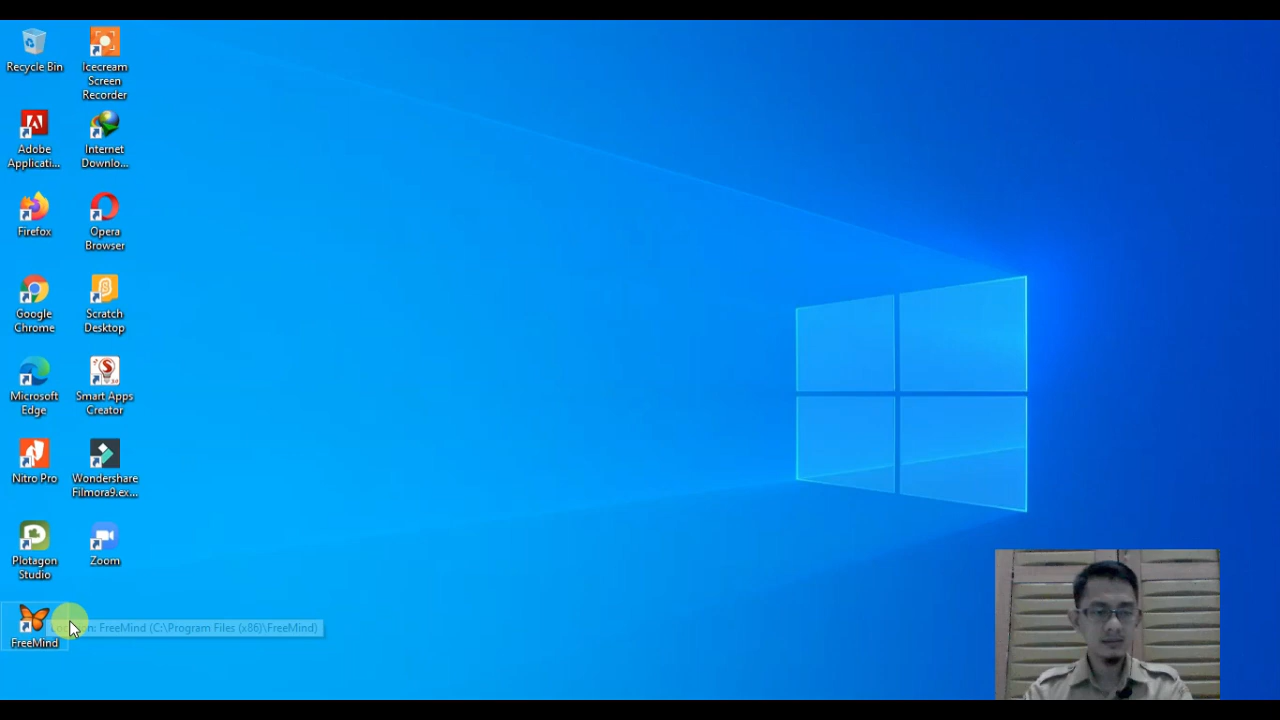 Recycle Bin
Icecream
Screen
Recorder
Adobe
Applicati...
Internet
Downlo...
Firefox
Opera
Browser
Google
Chrome
Scratch
Desktop
Microsoft
Edge
Smart Apps
Creator
Nitro Pro
Wondershare
Filmora9.ex...
Plotagon
Studio
Zoom
FreeMind
FreeMind (C:\Program Files (x86)\FreeMind)